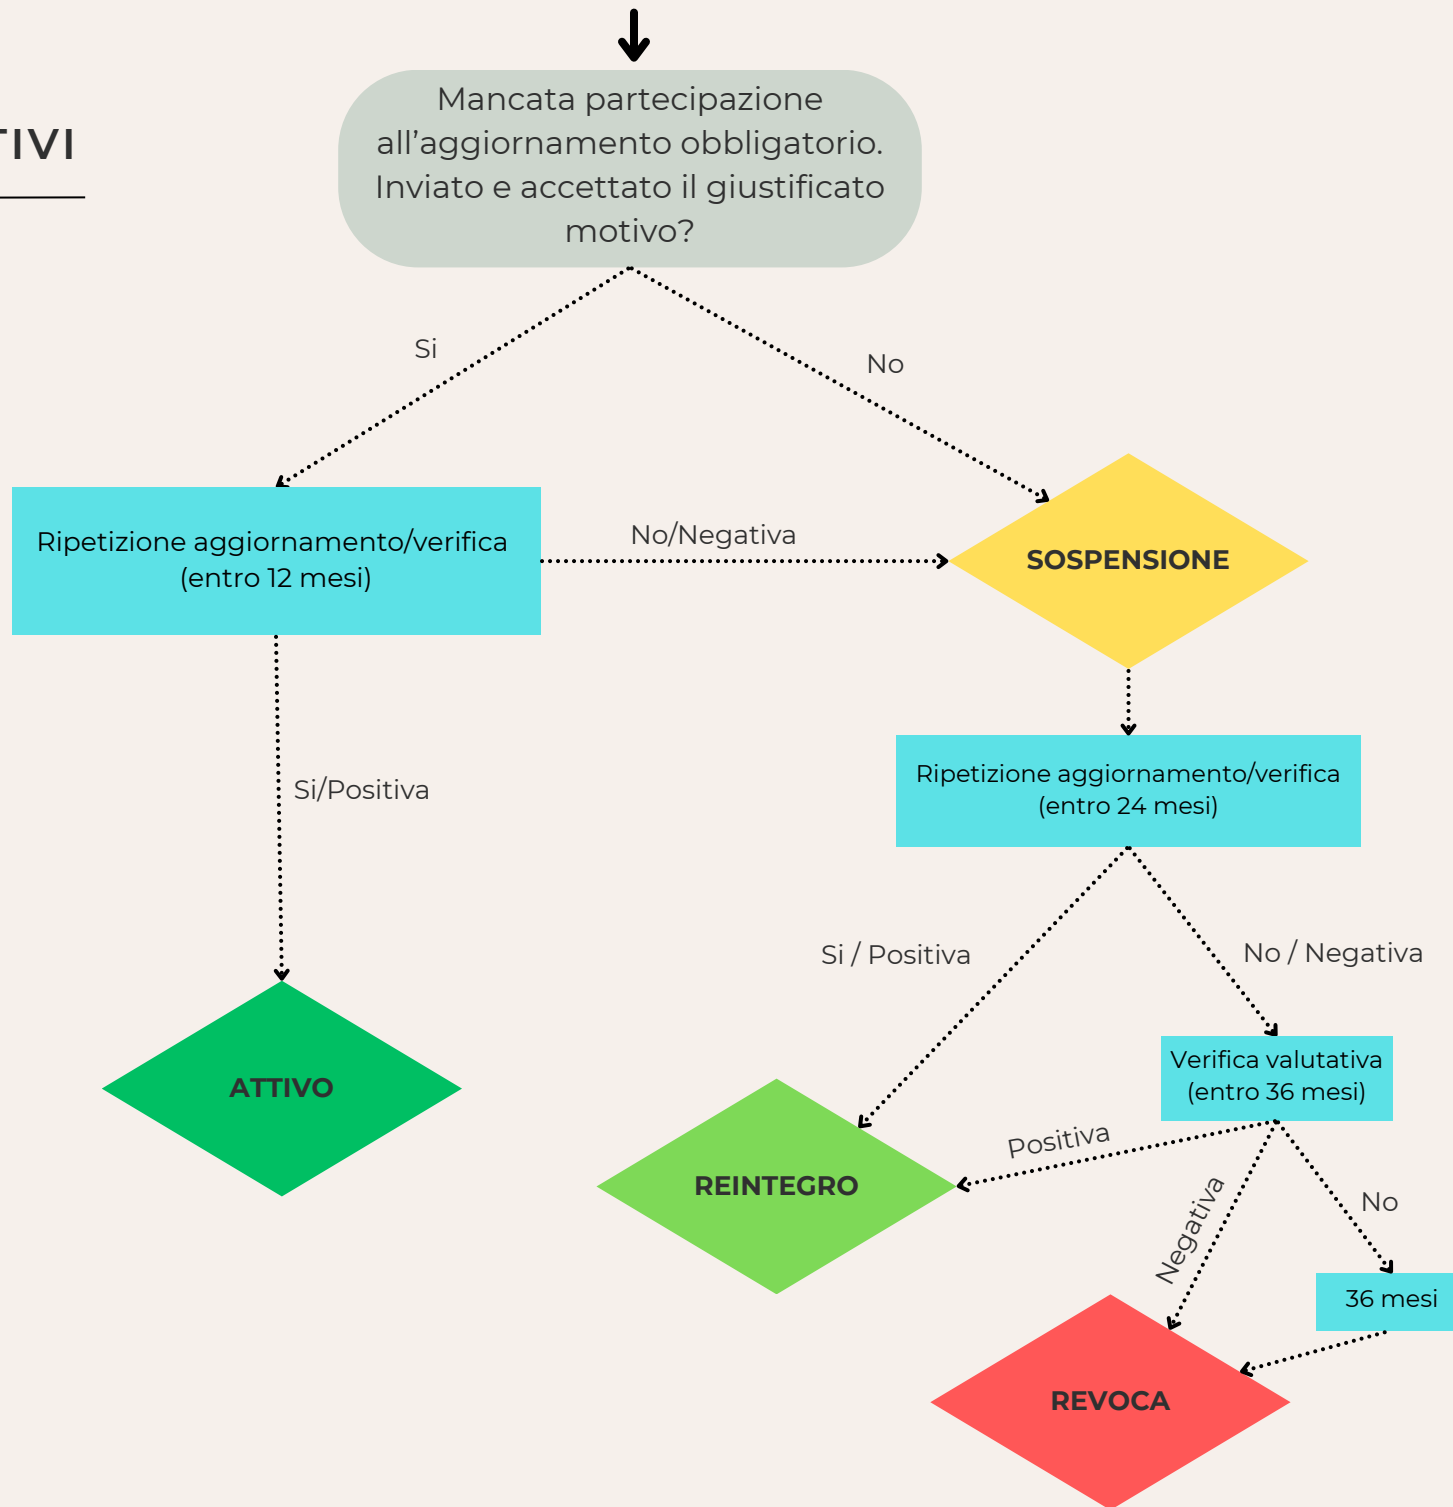 Mancata partecipazione
all’aggiornamento obbligatorio.
Inviato e accettato il giustificato
motivo?
TIVI
Si
No
Ripetizione aggiornamento/verifica
(entro 12 mesi)
No/Negativa
SOSPENSIONE
Si/Positiva
Ripetizione aggiornamento/verifica
(entro 24 mesi)
Si / Positiva
No / Negativa
ATTIVO
Verifica valutativa
(entro 36 mesi)
Positiva
REINTEGRO
Negativa
No
36 mesi
REVOCA